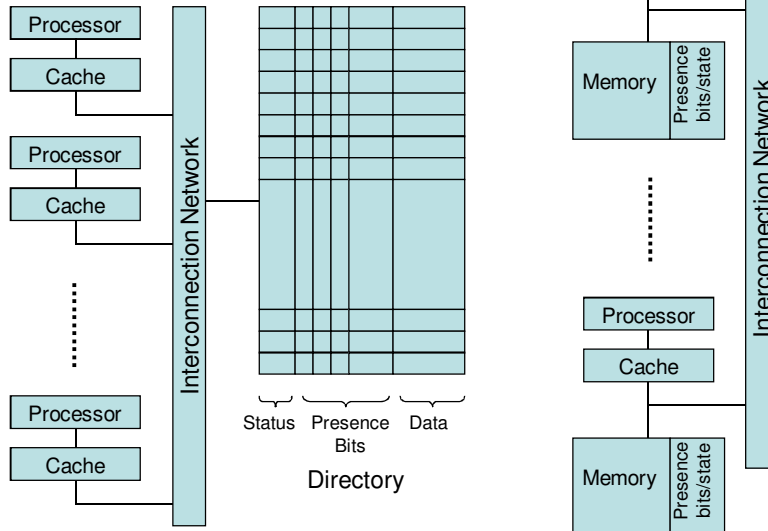 Processor
Cache
Processor
Cache
Processor
Cache
Interconnection Network
Status
Presence
Bits
Data
Directory
Memory
Presence
bits/state
Processor
Cache
Memory
Presence
bits/state
Interconnection Network